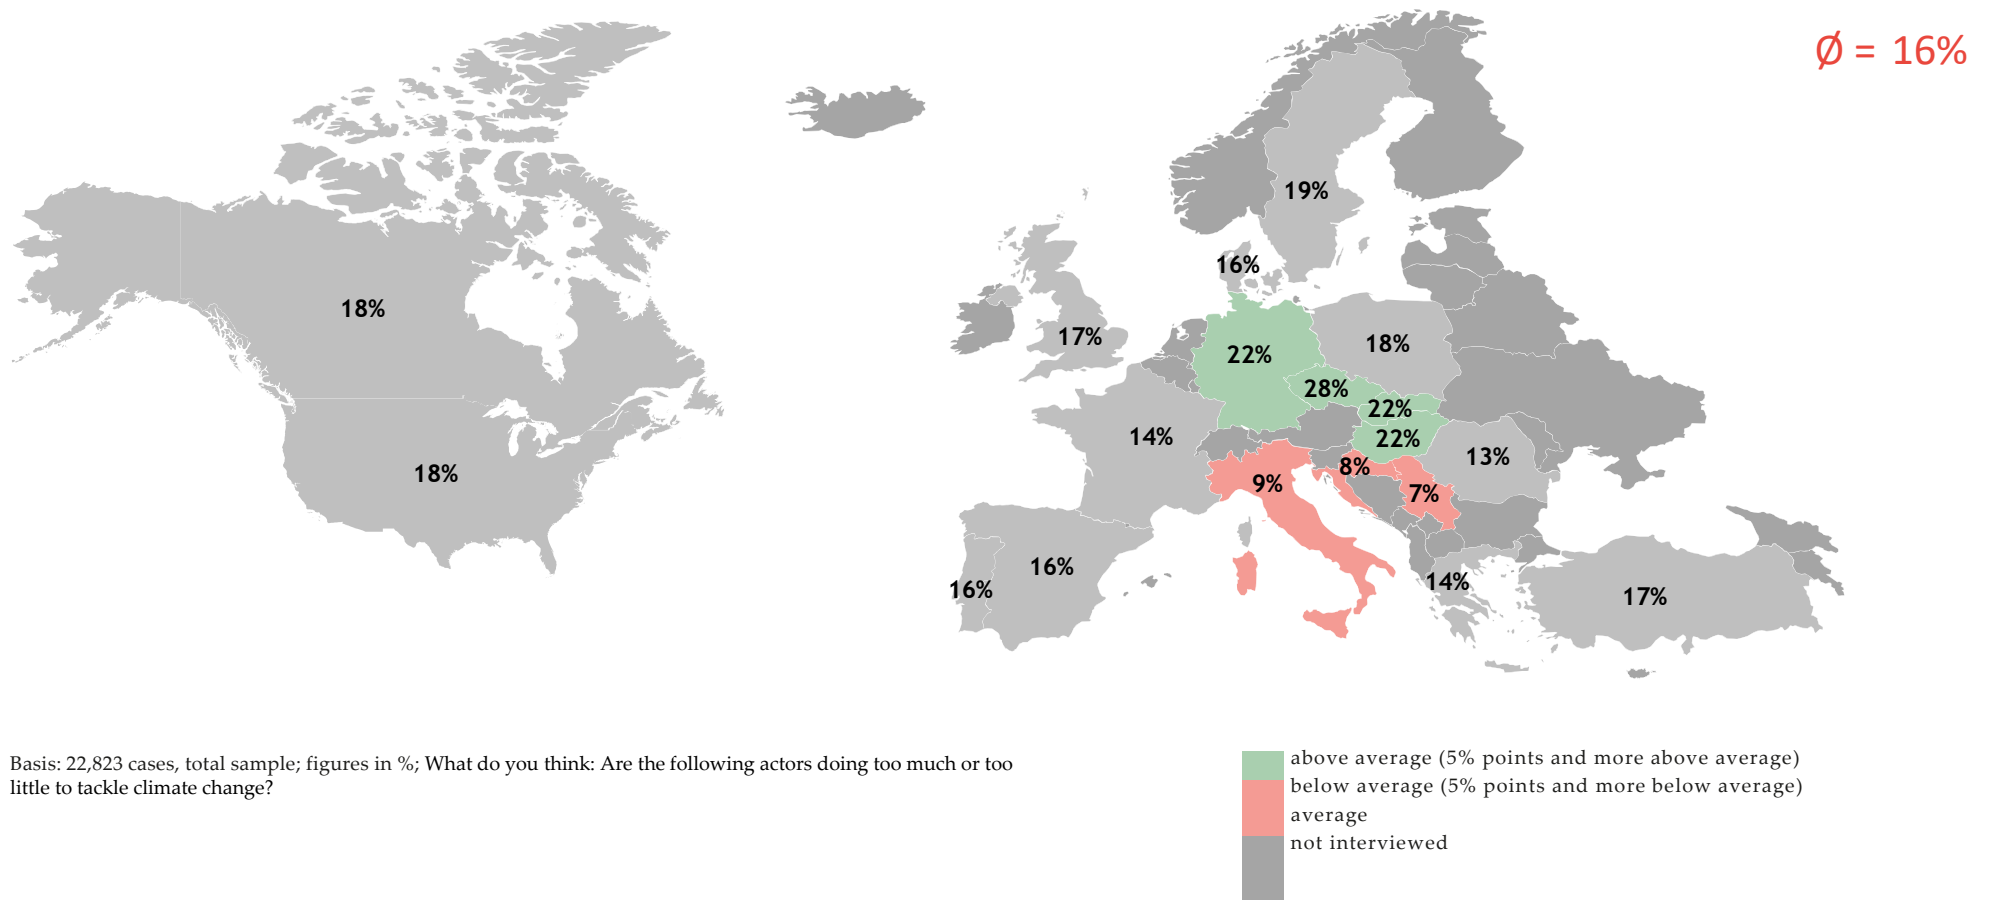 Ø = 16%
19%
16%
18%
17%
18%
22%
28%
22%
14%
22%
13%
8%
18%
9%
7%
16%
14%
16%
17%
Basis: 22,823 cases, total sample; figures in %; What do you think: Are the following actors doing too much or too
little to tackle climate change?
above average (5% points and more above average)
below average (5% points and more below average)
average
not interviewed